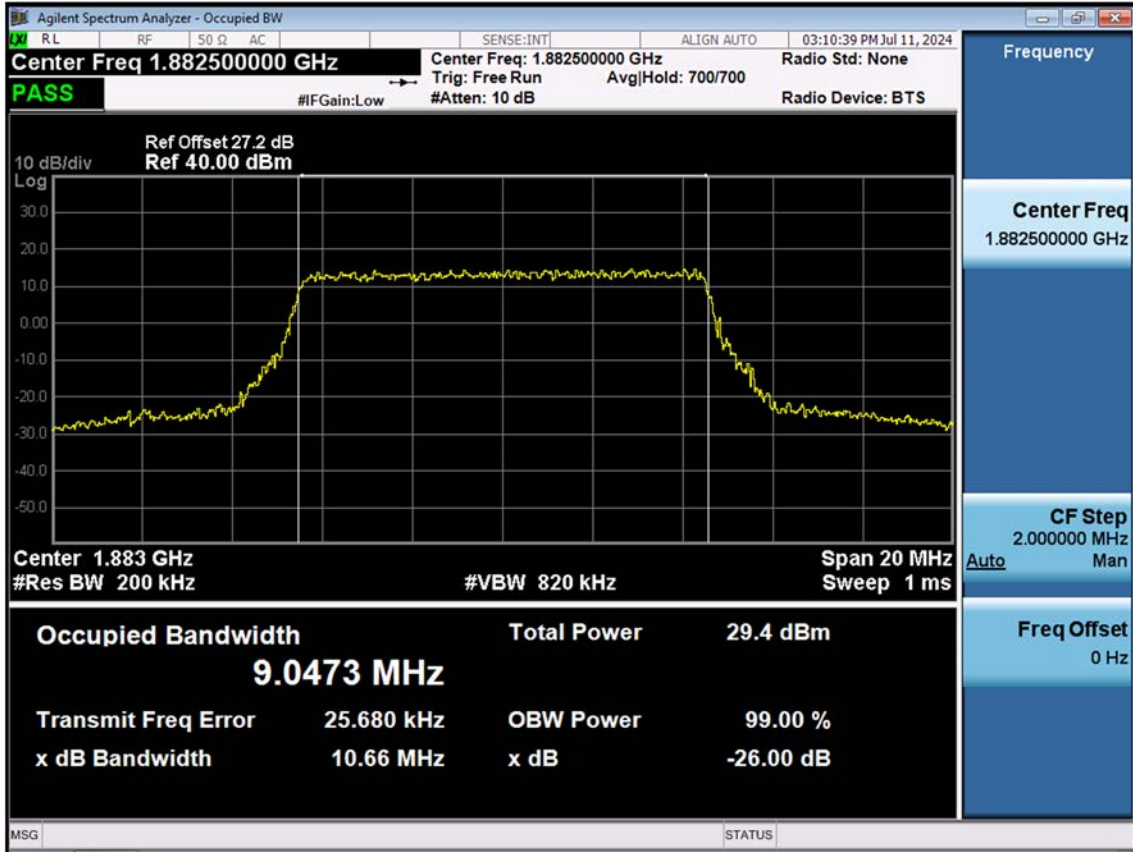 Agilent Spectrum Analyzer - Occupied BW
LXI RL RF 50 Ω AC SENSE:INT ALIGN AUTO 03:10:39 PM Jul 11, 2024
Center Freq 1.882500000 GHz
Center Freq: 1.882500000 GHz
Radio Std: None
Trig: Free Run Avg|Hold: 700/700
PASS
#IFGain:Low
#Atten: 10 dB
Radio Device: BTS
Ref Offset 27.2 dB
10 dB/div Ref 40.00 dBm
Log
30.0
20.0
10.0
0.00
-10.0
-20.0
-30.0
-40.0
-50.0
Center 1.883 GHz Span 20 MHz
#Res BW 200 kHz #VBW 820 kHz Sweep 1 ms
Occupied Bandwidth Total Power 29.4 dBm
9.0473 MHz
Transmit Freq Error 25.680 kHz OBW Power 99.00 %
x dB Bandwidth 10.66 MHz x dB -26.00 dB
MSG STATUS
Frequency
Center Freq
1.882500000 GHz
CF Step
2.000000 MHz
Auto Man
Freq Offset
0 Hz